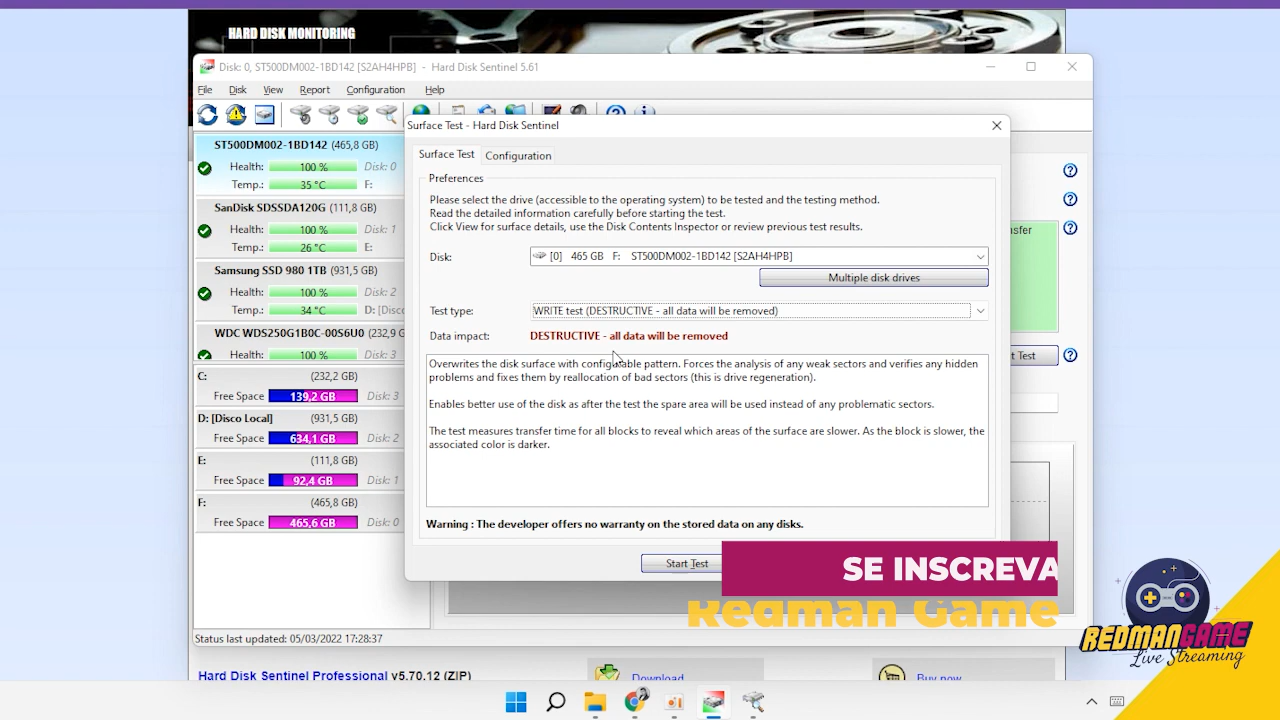 HARD DISK MONITORING
Disk: 0, ST500DM002-1BD142 [S2AH4HPB] - Hard Disk Sentinel 5.61
File Disk View Report Configuration Help
ST500DM002-1BD142 (465,8 GB)
Health: 100 % Disk: 0
Temp.: 35 °C F:
SanDisk SDSSDA120G (111,8 GB)
Health: 100 % Disk: 1
Temp.: 26 °C E:
Samsung SSD 980 1TB (931,5 GB)
Health: 100 % Disk: 2
Temp.: 34 °C D: [Disco
WDC WDS250G1B0C-00S6U0 (232,9 G
Health: 100 % Disk: 3
C: (232,2 GB)
Free Space 139,2 GB Disk: 3
D: [Disco Local] (931,5 GB)
Free Space 634,1 GB Disk: 2
E: (111,8 GB)
Free Space 92,4 GB Disk: 1
F: (465,8 GB)
Free Space 465,6 GB Disk: 0
Status last updated: 05/03/2022 17:28:37
Surface Test - Hard Disk Sentinel
Surface Test Configuration
Preferences
Please select the drive (accessible to the operating system) to be tested and the testing method.
Read the detailed information carefully before starting the test.
Click View for surface details, use the Disk Contents Inspector or review previous test results.
Disk: [0] 465 GB F: ST500DM002-1BD142 [S2AH4HPB]
Multiple disk drives
Test type: WRITE test (DESTRUCTIVE - all data will be removed)
Data impact: DESTRUCTIVE - all data will be removed
Overwrites the disk surface with configurable pattern. Forces the analysis of any weak sectors and verifies any hidden
problems and fixes them by reallocation of bad sectors (this is drive regeneration).
Enables better use of the disk as after the test the spare area will be used instead of any problematic sectors.
The test measures transfer time for all blocks to reveal which areas of the surface are slower. As the block is slower, the
associated color is darker.
Warning : The developer offers no warranty on the stored data on any disks.
Start Test
nsfer
t Test
SE INSCREVA
Redman Game
REDMANGAME
Live Streaming
Hard Disk Sentinel Professional v5.70.12 (ZIP)
Download
Buy now